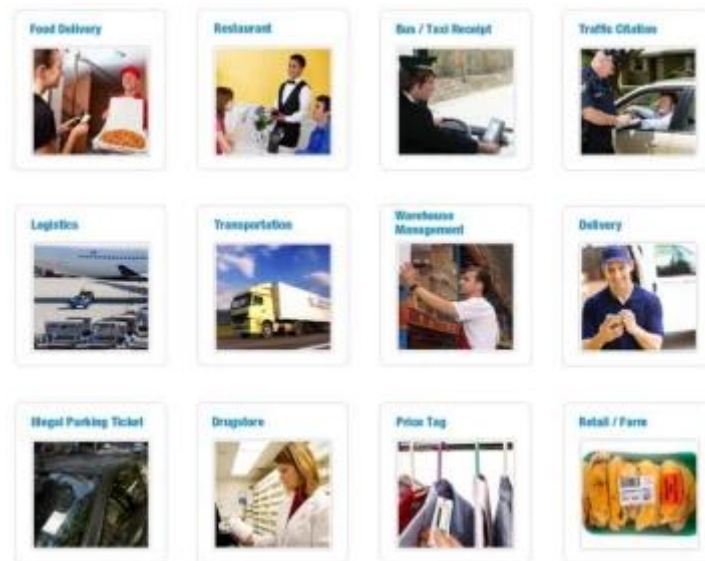 Food Delivery
Restaurant
Bus / Taxi Receipt
Traffic Citation
Logistics
Transportation
Warehouse
Management
Delivery
Illegal Parking Ticket
Drugstore
Price Tag
Retail / Farm